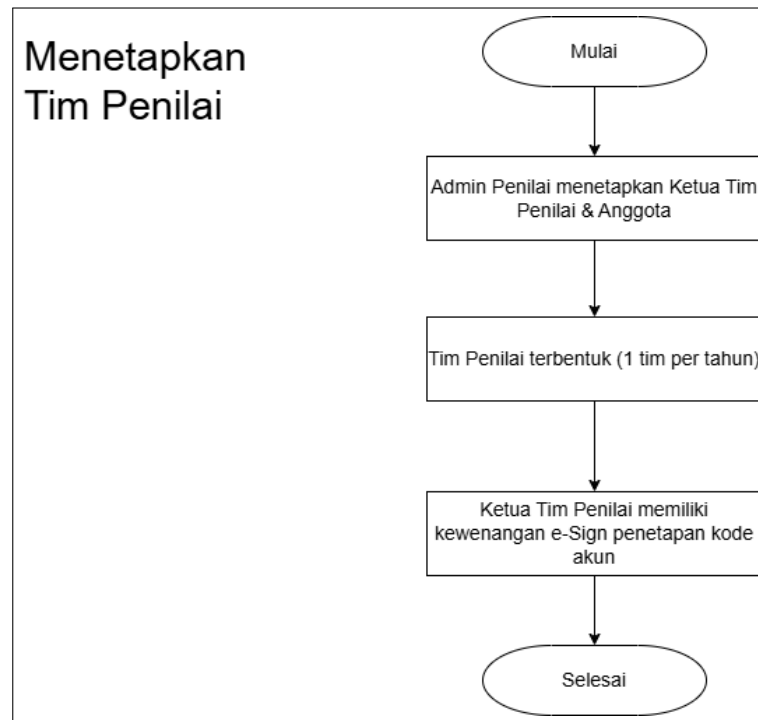 Menetapkan
Tim Penilai
Mulai
Admin Penilai menetapkan Ketua Tim
Penilai & Anggota
Tim Penilai terbentuk (1 tim per tahun)
Ketua Tim Penilai memiliki
kewenangan e-Sign penetapan kode
akun
Selesai